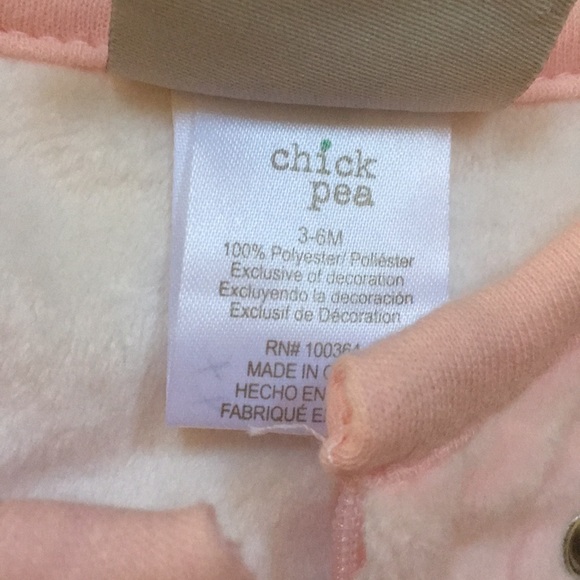 chick
pea
3-6M
100% Polyester/ Poliéster
Exclusive of decoration
Excluyendo la decoración
Exclusif de Décoration
RN# 100364
MADE IN
HECHO EN
FABRIQUÉ